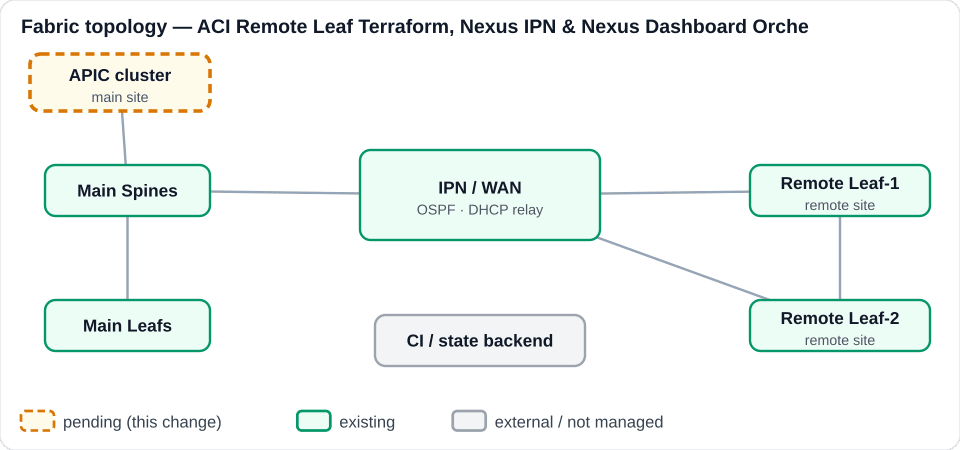 Fabric topology — ACI Remote Leaf Terraform, Nexus IPN & Nexus Dashboard Orche
APIC cluster
main site
Main Spines
IPN / WAN
OSPF · DHCP relay
Remote Leaf-1
remote site
Main Leafs
CI / state backend
Remote Leaf-2
remote site
pending (this change)
existing
external / not managed